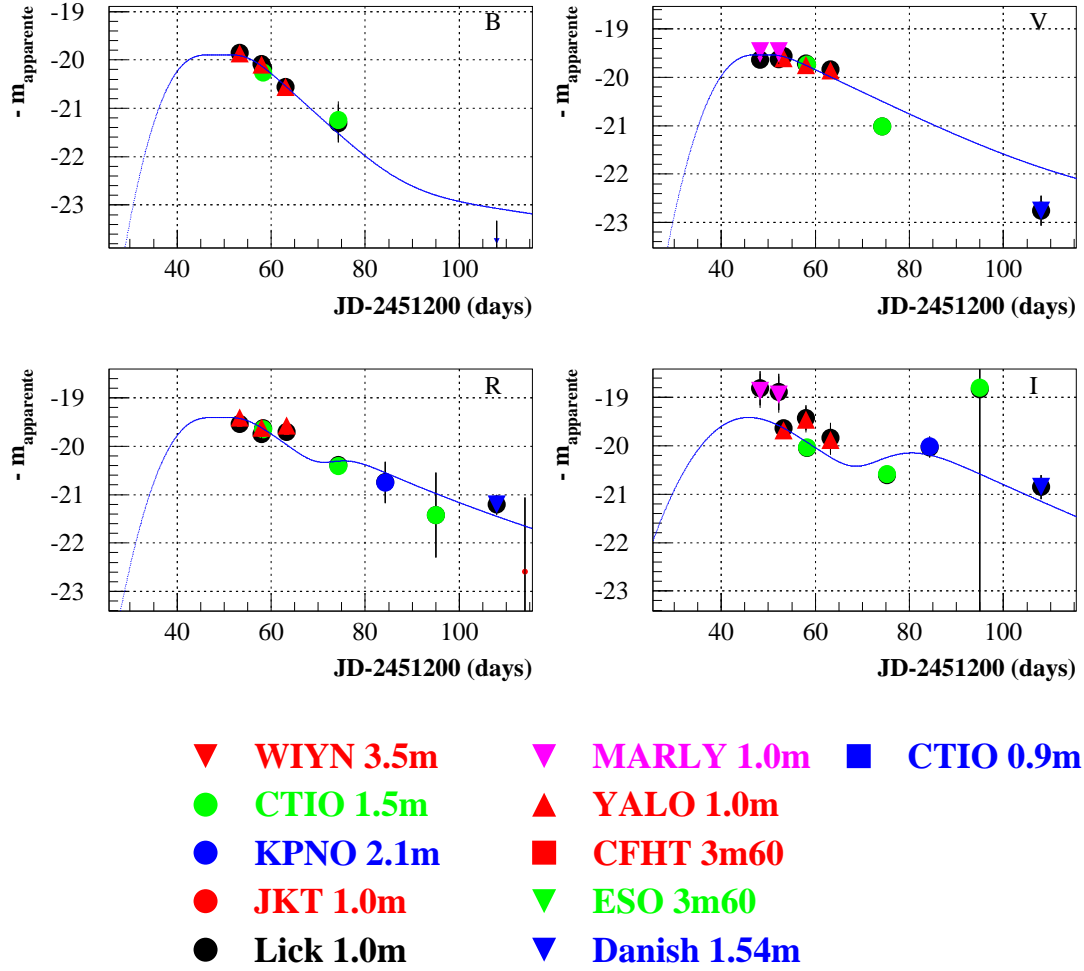 B
V
-19
-20
-21
-22
-23
- m apparente
40 60 80 100
JD-2451200 (days)
-19
-20
-21
-22
-23
- m apparente
40 60 80 100
JD-2451200 (days)
R
I
-19
-20
-21
-22
-23
- m apparente
40 60 80 100
JD-2451200 (days)
-19
-20
-21
-22
-23
- m apparente
40 60 80 100
JD-2451200 (days)
WIYN 3.5m MARLY 1.0m CTIO 0.9m
CTIO 1.5m YALO 1.0m
KPNO 2.1m CFHT 3m60
JKT 1.0m ESO 3m60
Lick 1.0m Danish 1.54m